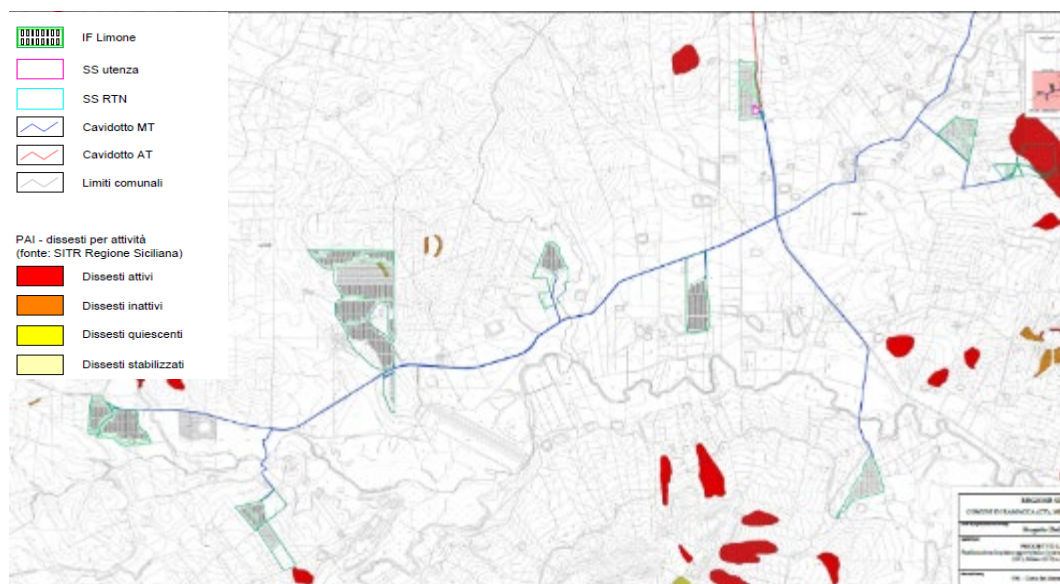 IF Limone
SS utenza
SS RTN
Cavidotto MT
Cavidotto AT
Limiti comunali
PAI - dissesti per attività
(fonte: SITR Regione Siciliana)
Dissesti attivi
Dissesti inattivi
Dissesti quiescenti
Dissesti stabilizzati
REGIONE